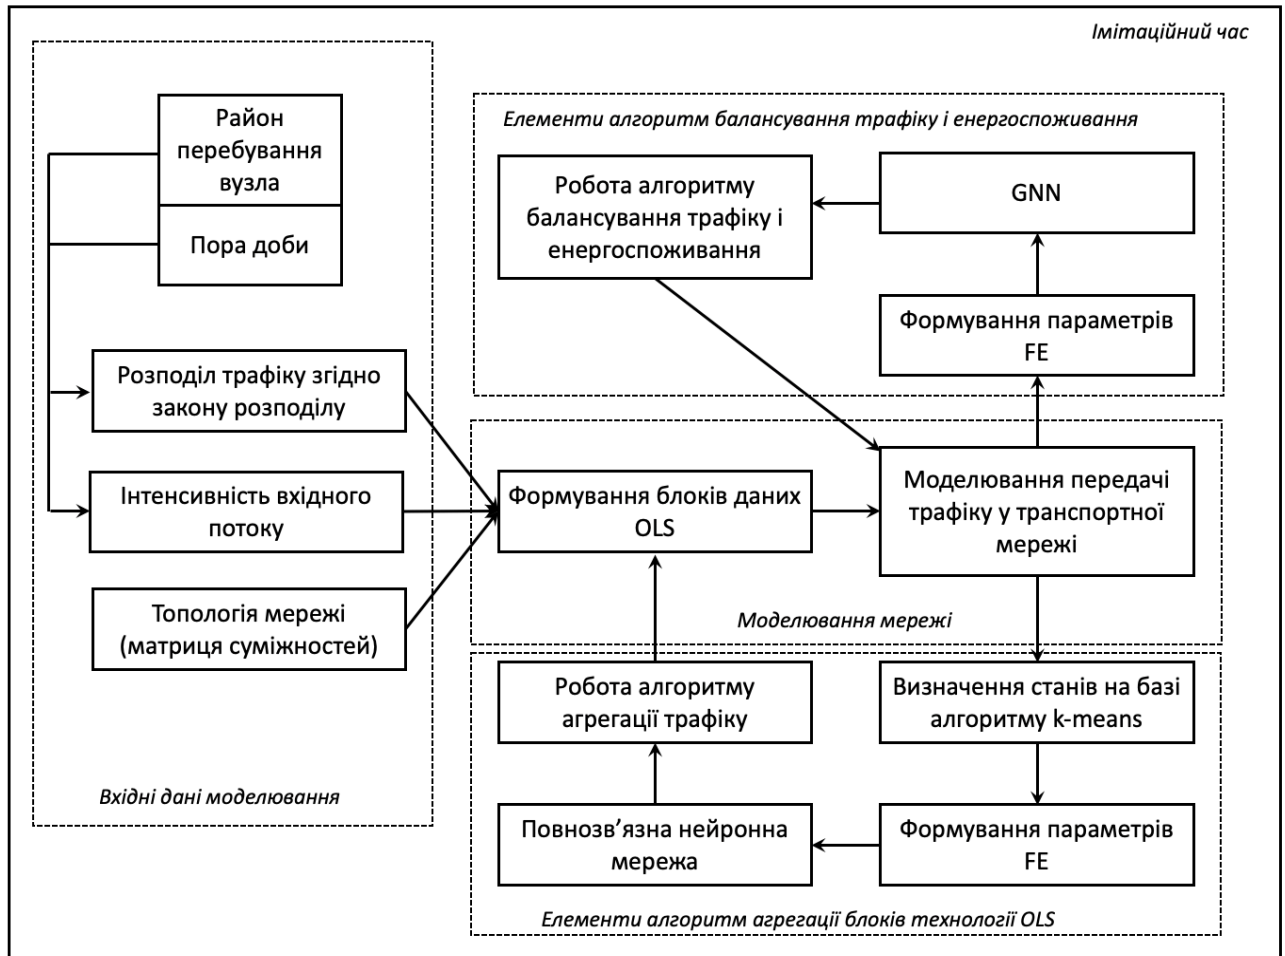 Імітаційний час
Район
перебування
вузла
Пора доби
Розподіл трафіку згідно
закону розподілу
Інтенсивність вхідного
потоку
Топологія мережі
(матриця суміжностей)
Вхідні дані моделювання
Елементи алгоритм балансування трафіку і енергоспоживання
Робота алгоритму
балансування трафіку і
енергоспоживання
GNN
Формування параметрів
FE
Формування блоків даних
OLS
Моделювання передачі
трафіку у транспортної
мережі
Моделювання мережі
Робота алгоритму
агрегації трафіку
Визначення станів на базі
алгоритму k-means
Повнозв’язна нейронна
мережа
Формування параметрів
FE
Елементи алгоритм агрегації блоків технології OLS